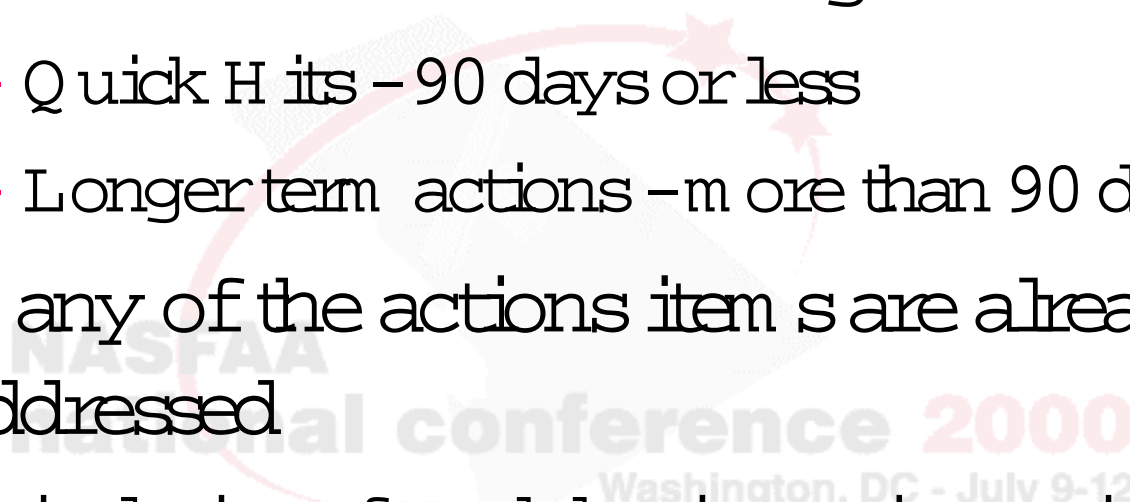 - Quick Hits - 90 days or less
- Longer term actions - more than 90 d
any of the actions items are alrea
NASFAA
ddressed
national conference 2000
Washington, DC - July 9-12